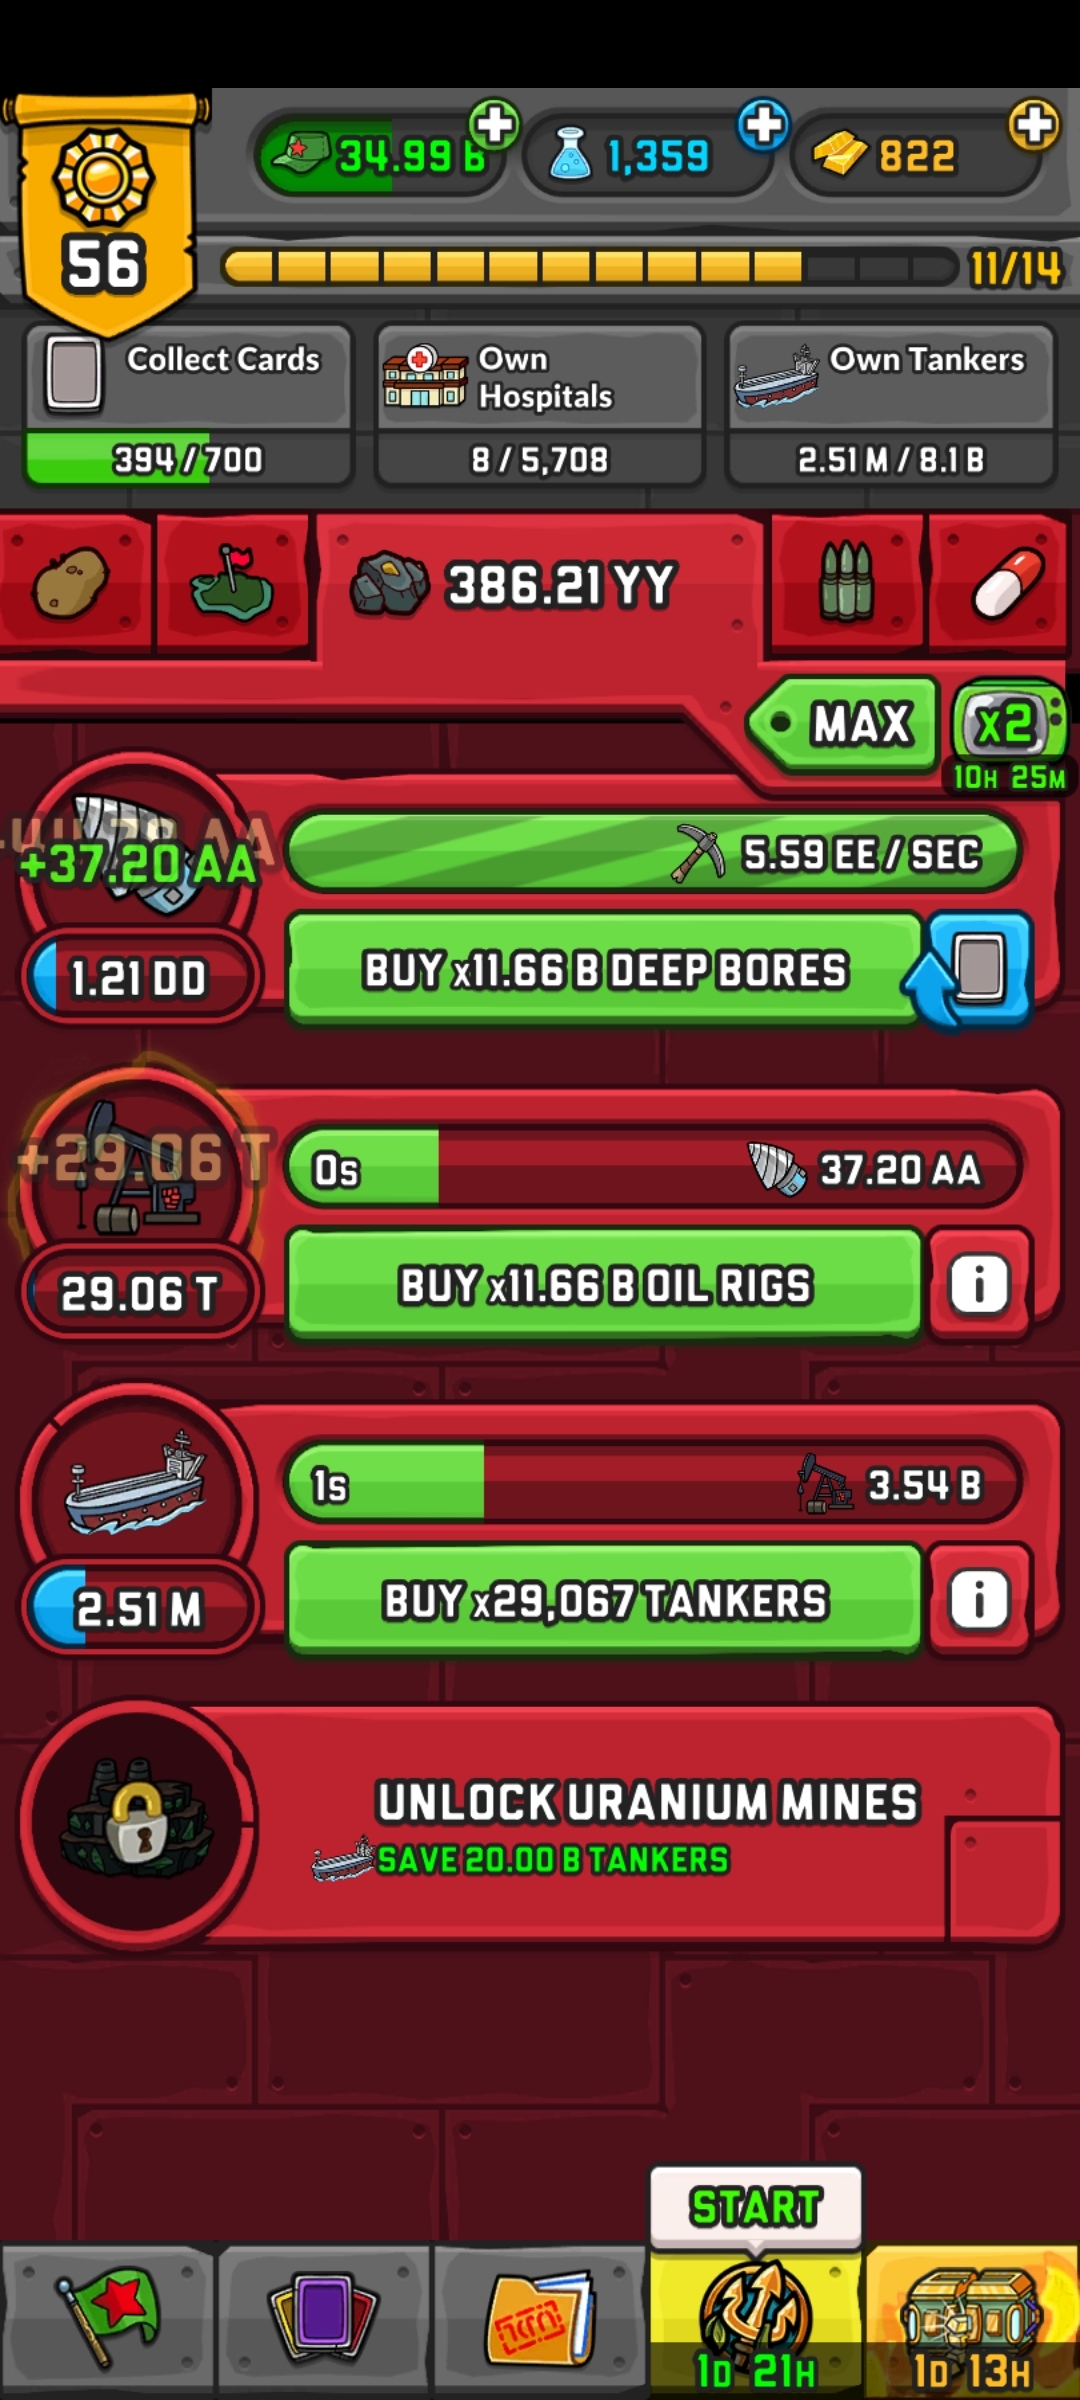 34.99 B
1,359
822
56
11/14
Collect Cards
394/700
Own
Hospitals
8/5,708
Own Tankers
2.51 M/8.1 B
386.21 YY
MAX
x2
10H 25M
+37.20 AA
5.59 EE/SEC
1.21 DD
BUY x11.66 B DEEP BORES
+29.06 T
0s
37.20 AA
29.06 T
BUY x11.66 B OIL RIGS
i
1s
3.54 B
2.51 M
BUY x29,067 TANKERS
i
UNLOCK URANIUM MINES
SAVE 20.00 B TANKERS
START
1D 21H
1D 13H